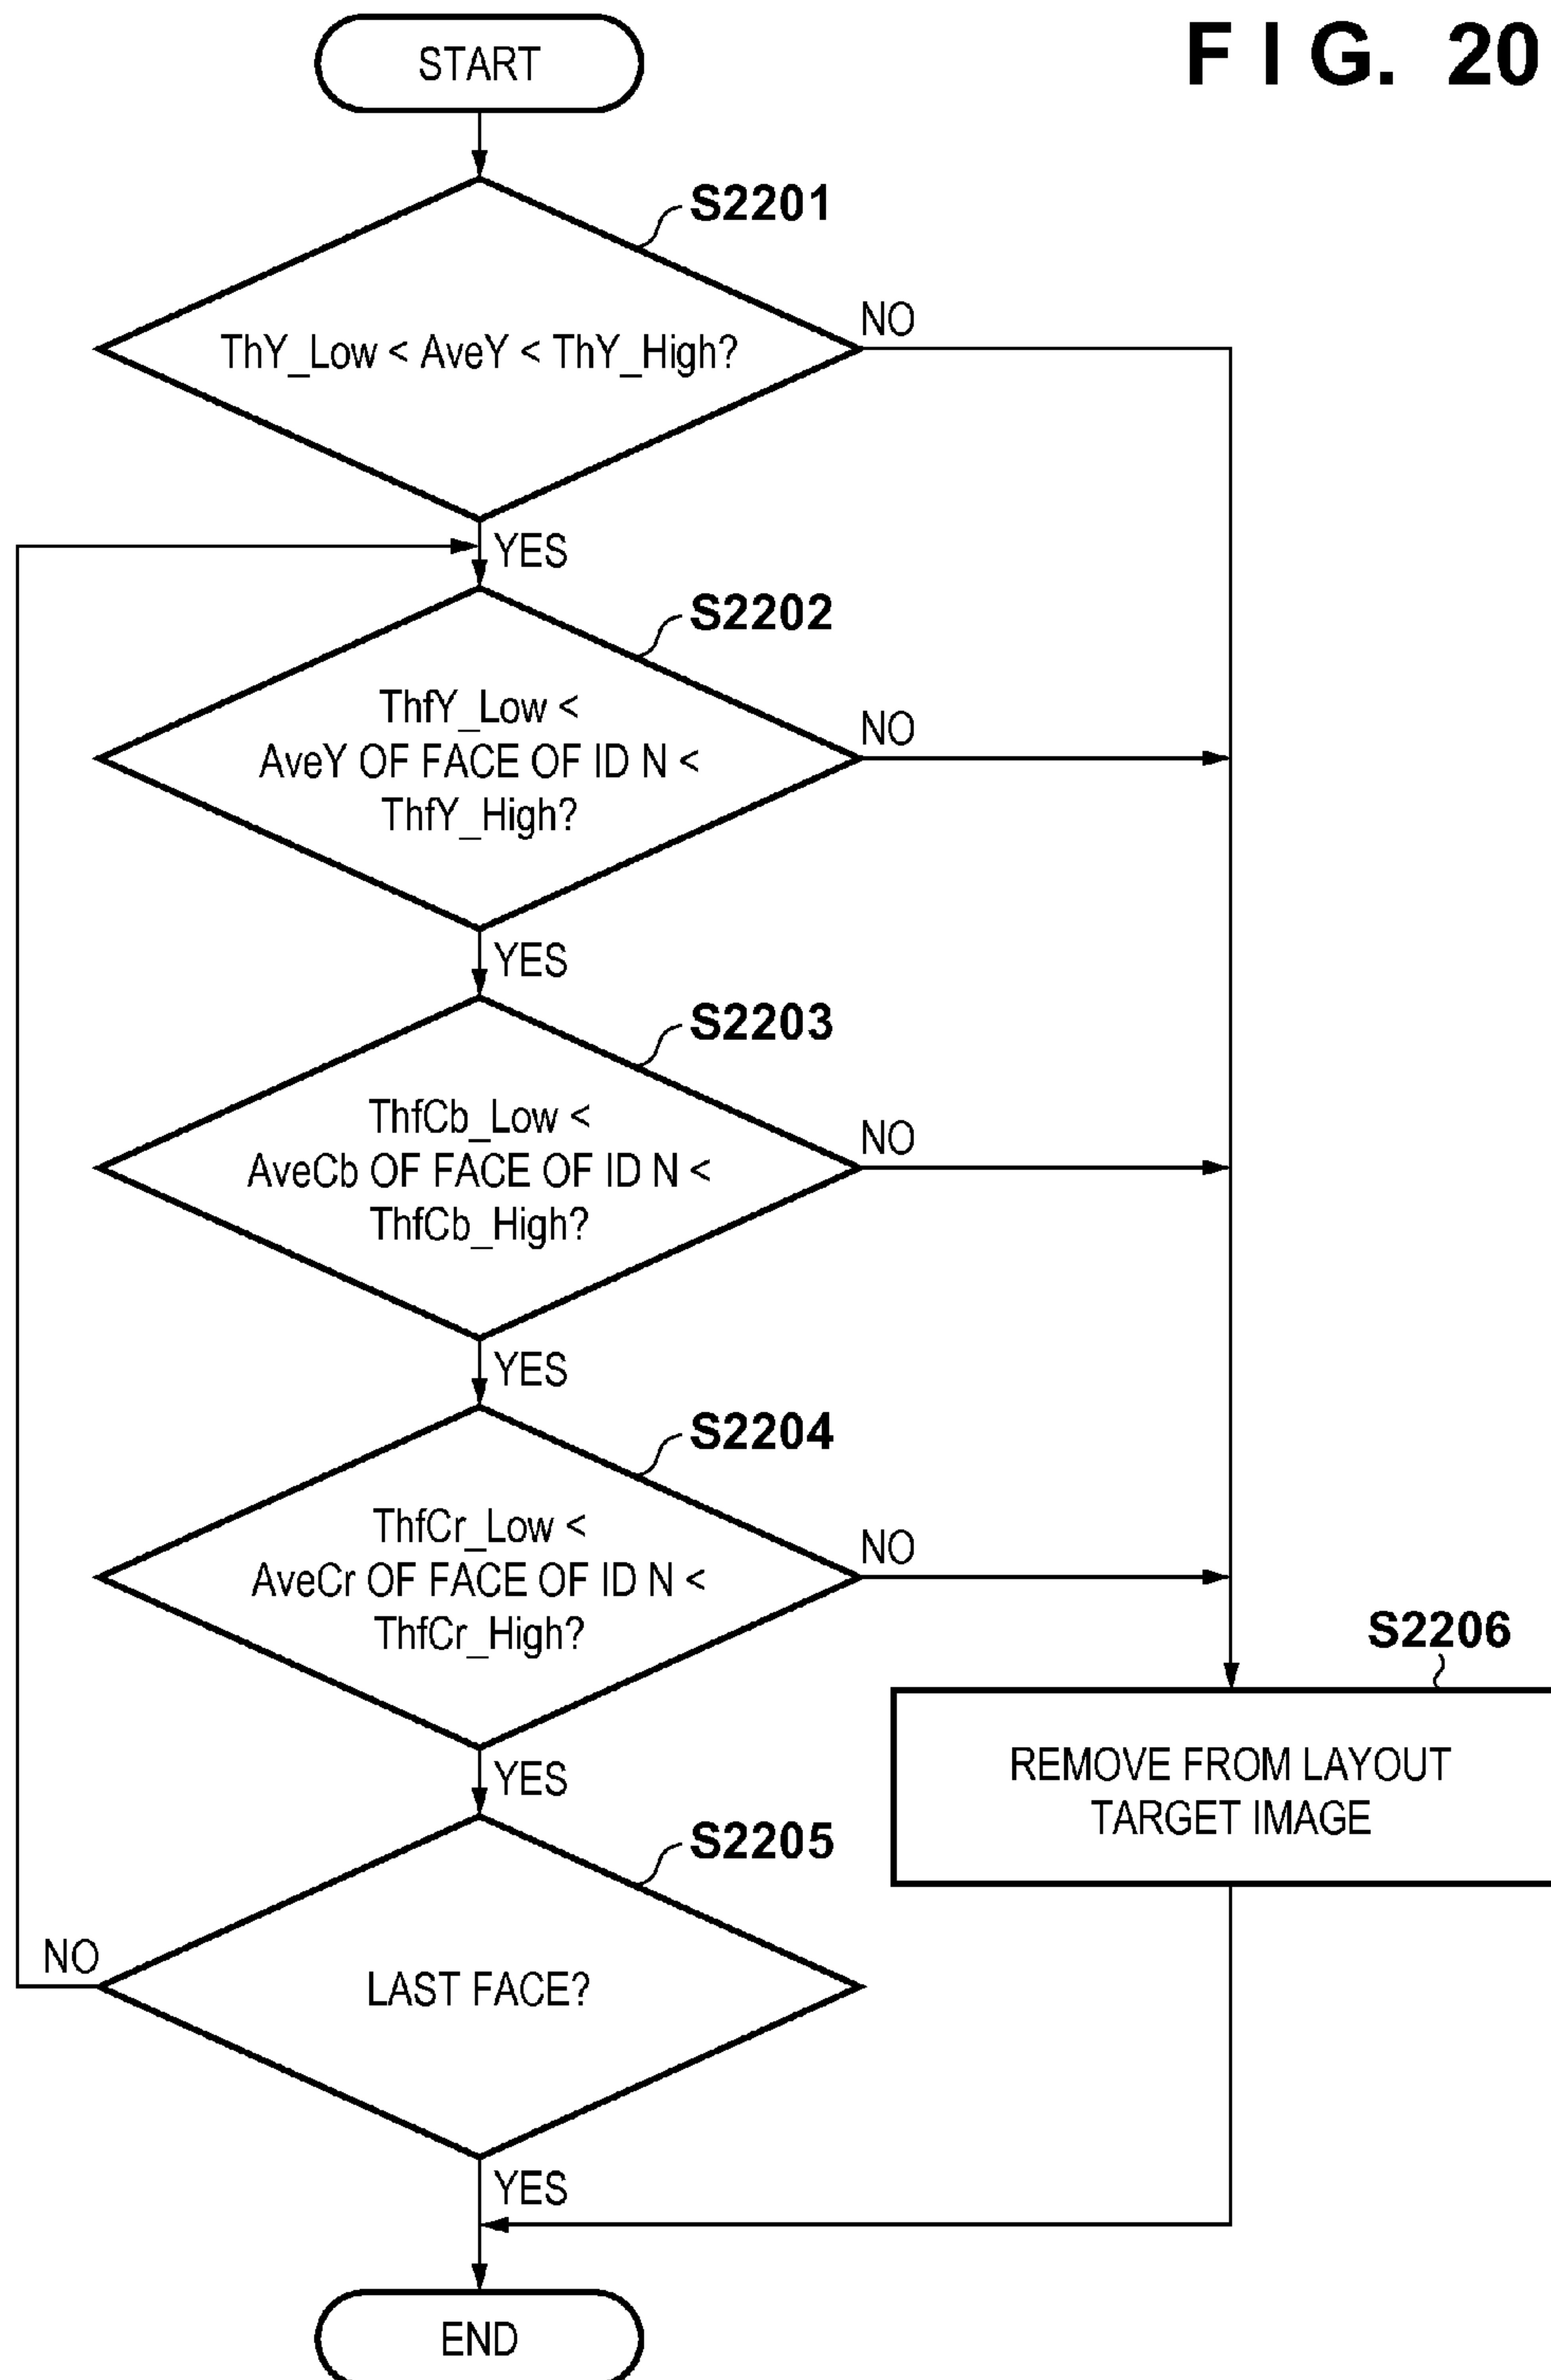 FIG. 20
START
S2201
ThY_Low < AveY < ThY_High?
NO
YES
S2202
ThfY_Low <
AveY OF FACE OF ID N <
ThfY_High?
NO
YES
S2203
ThfCb_Low <
AveCb OF FACE OF ID N <
ThfCb_High?
NO
YES
S2204
ThfCr_Low <
AveCr OF FACE OF ID N <
ThfCr_High?
NO
YES
S2206
REMOVE FROM LAYOUT
TARGET IMAGE
S2205
LAST FACE?
NO
YES
END